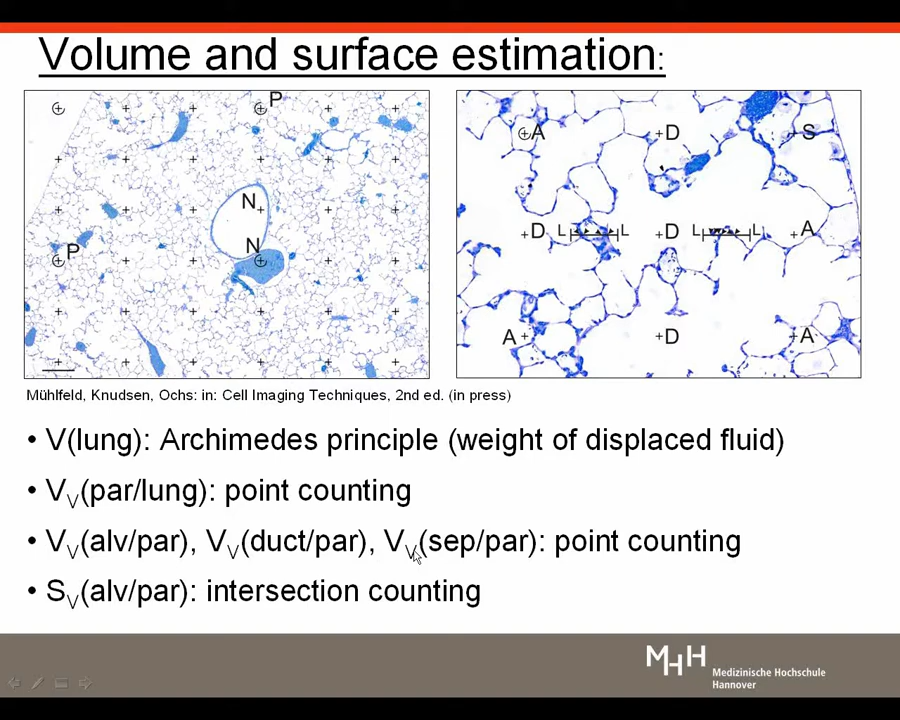 Volume and surface estimation:
P
N
N
P
A
D
S
D
L
L
D
L
L
A
A
D
A
Mühlfeld, Knudsen, Ochs: in: Cell Imaging Techniques, 2nd ed. (in press)
• V(lung): Archimedes principle (weight of displaced fluid)
• VV(par/lung): point counting
• VV(alv/par), VV(duct/par), VV(sep/par): point counting
• SV(alv/par): intersection counting
MHH
Medizinische Hochschule
Hannover